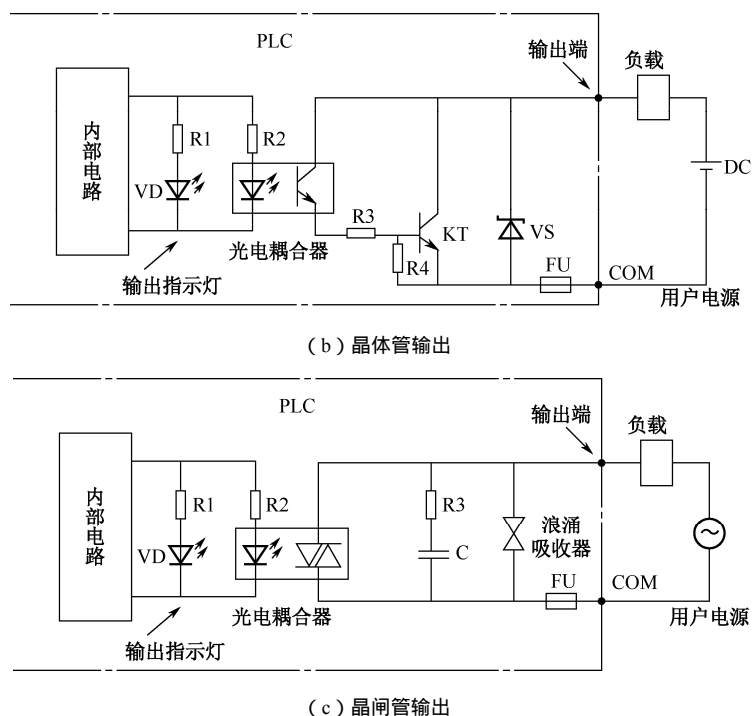 PLC
输出端
负载
内部电路
R1
R2
VD
R3
KT
VS
DC
R4
FU
COM
光电耦合器
输出指示灯
用户电源
（b）晶体管输出
PLC
输出端
负载
内部电路
R1
R2
R3
VD
C
浪涌
吸收器
FU
COM
光电耦合器
用户电源
输出指示灯
（c）晶闸管输出